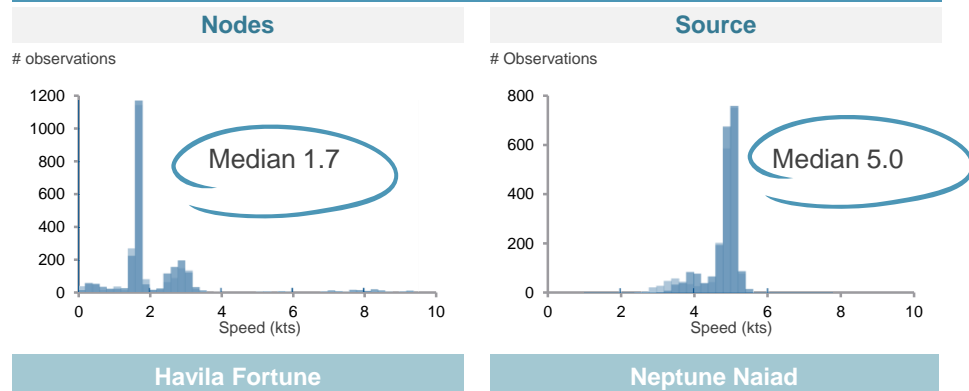 Nodes
# observations
1200
1000
800
600
400
200
0
0 2 4 6 8 10
Speed (kts)
Median 1.7
Havila Fortune
Source
# Observations
800
600
400
200
0
0 2 4 6 8 10
Speed (kts)
Median 5.0
Neptune Naiad